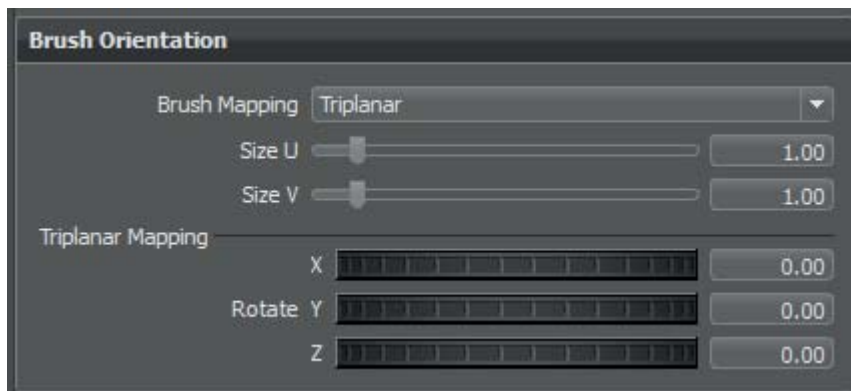 Brush Orientation
Brush Mapping Triplanar
Size U 1.00
Size V 1.00
Triplanar Mapping
X 0.00
Rotate Y 0.00
Z 0.00